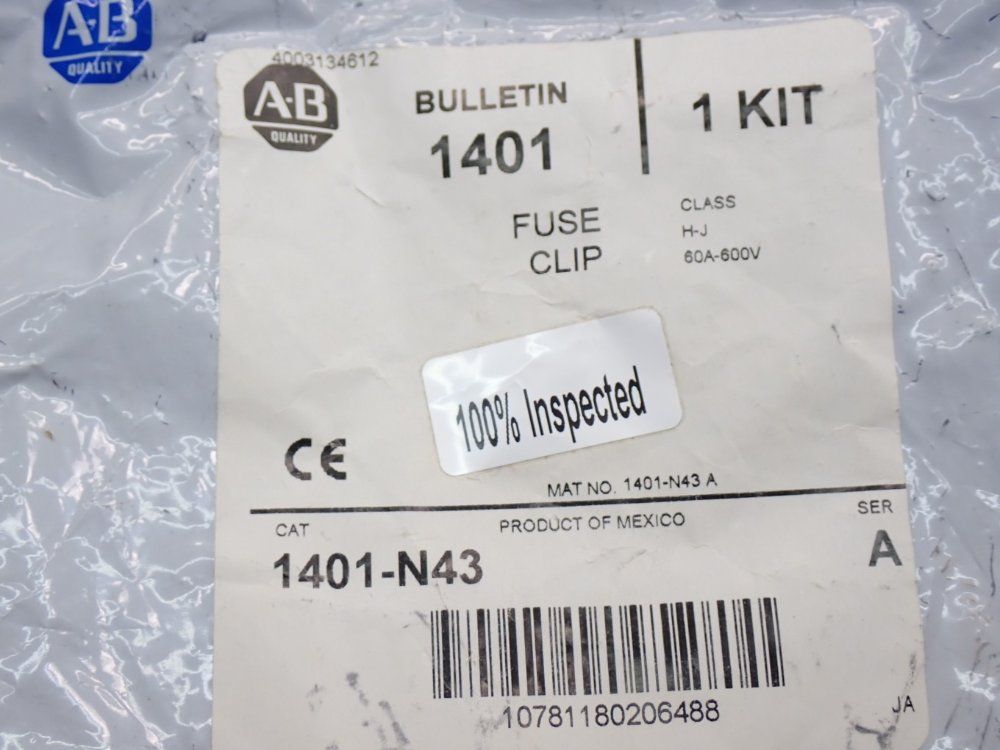 A-B
QUALITY
4003134612
A-B
QUALITY
BULLETIN
1401
1 KIT
FUSE
CLIP
CLASS
H-J
60A-600V
100% Inspected
CE
MAT NO. 1401-N43 A
CAT
PRODUCT OF MEXICO
SER
1401-N43
A
10781180206488
JA